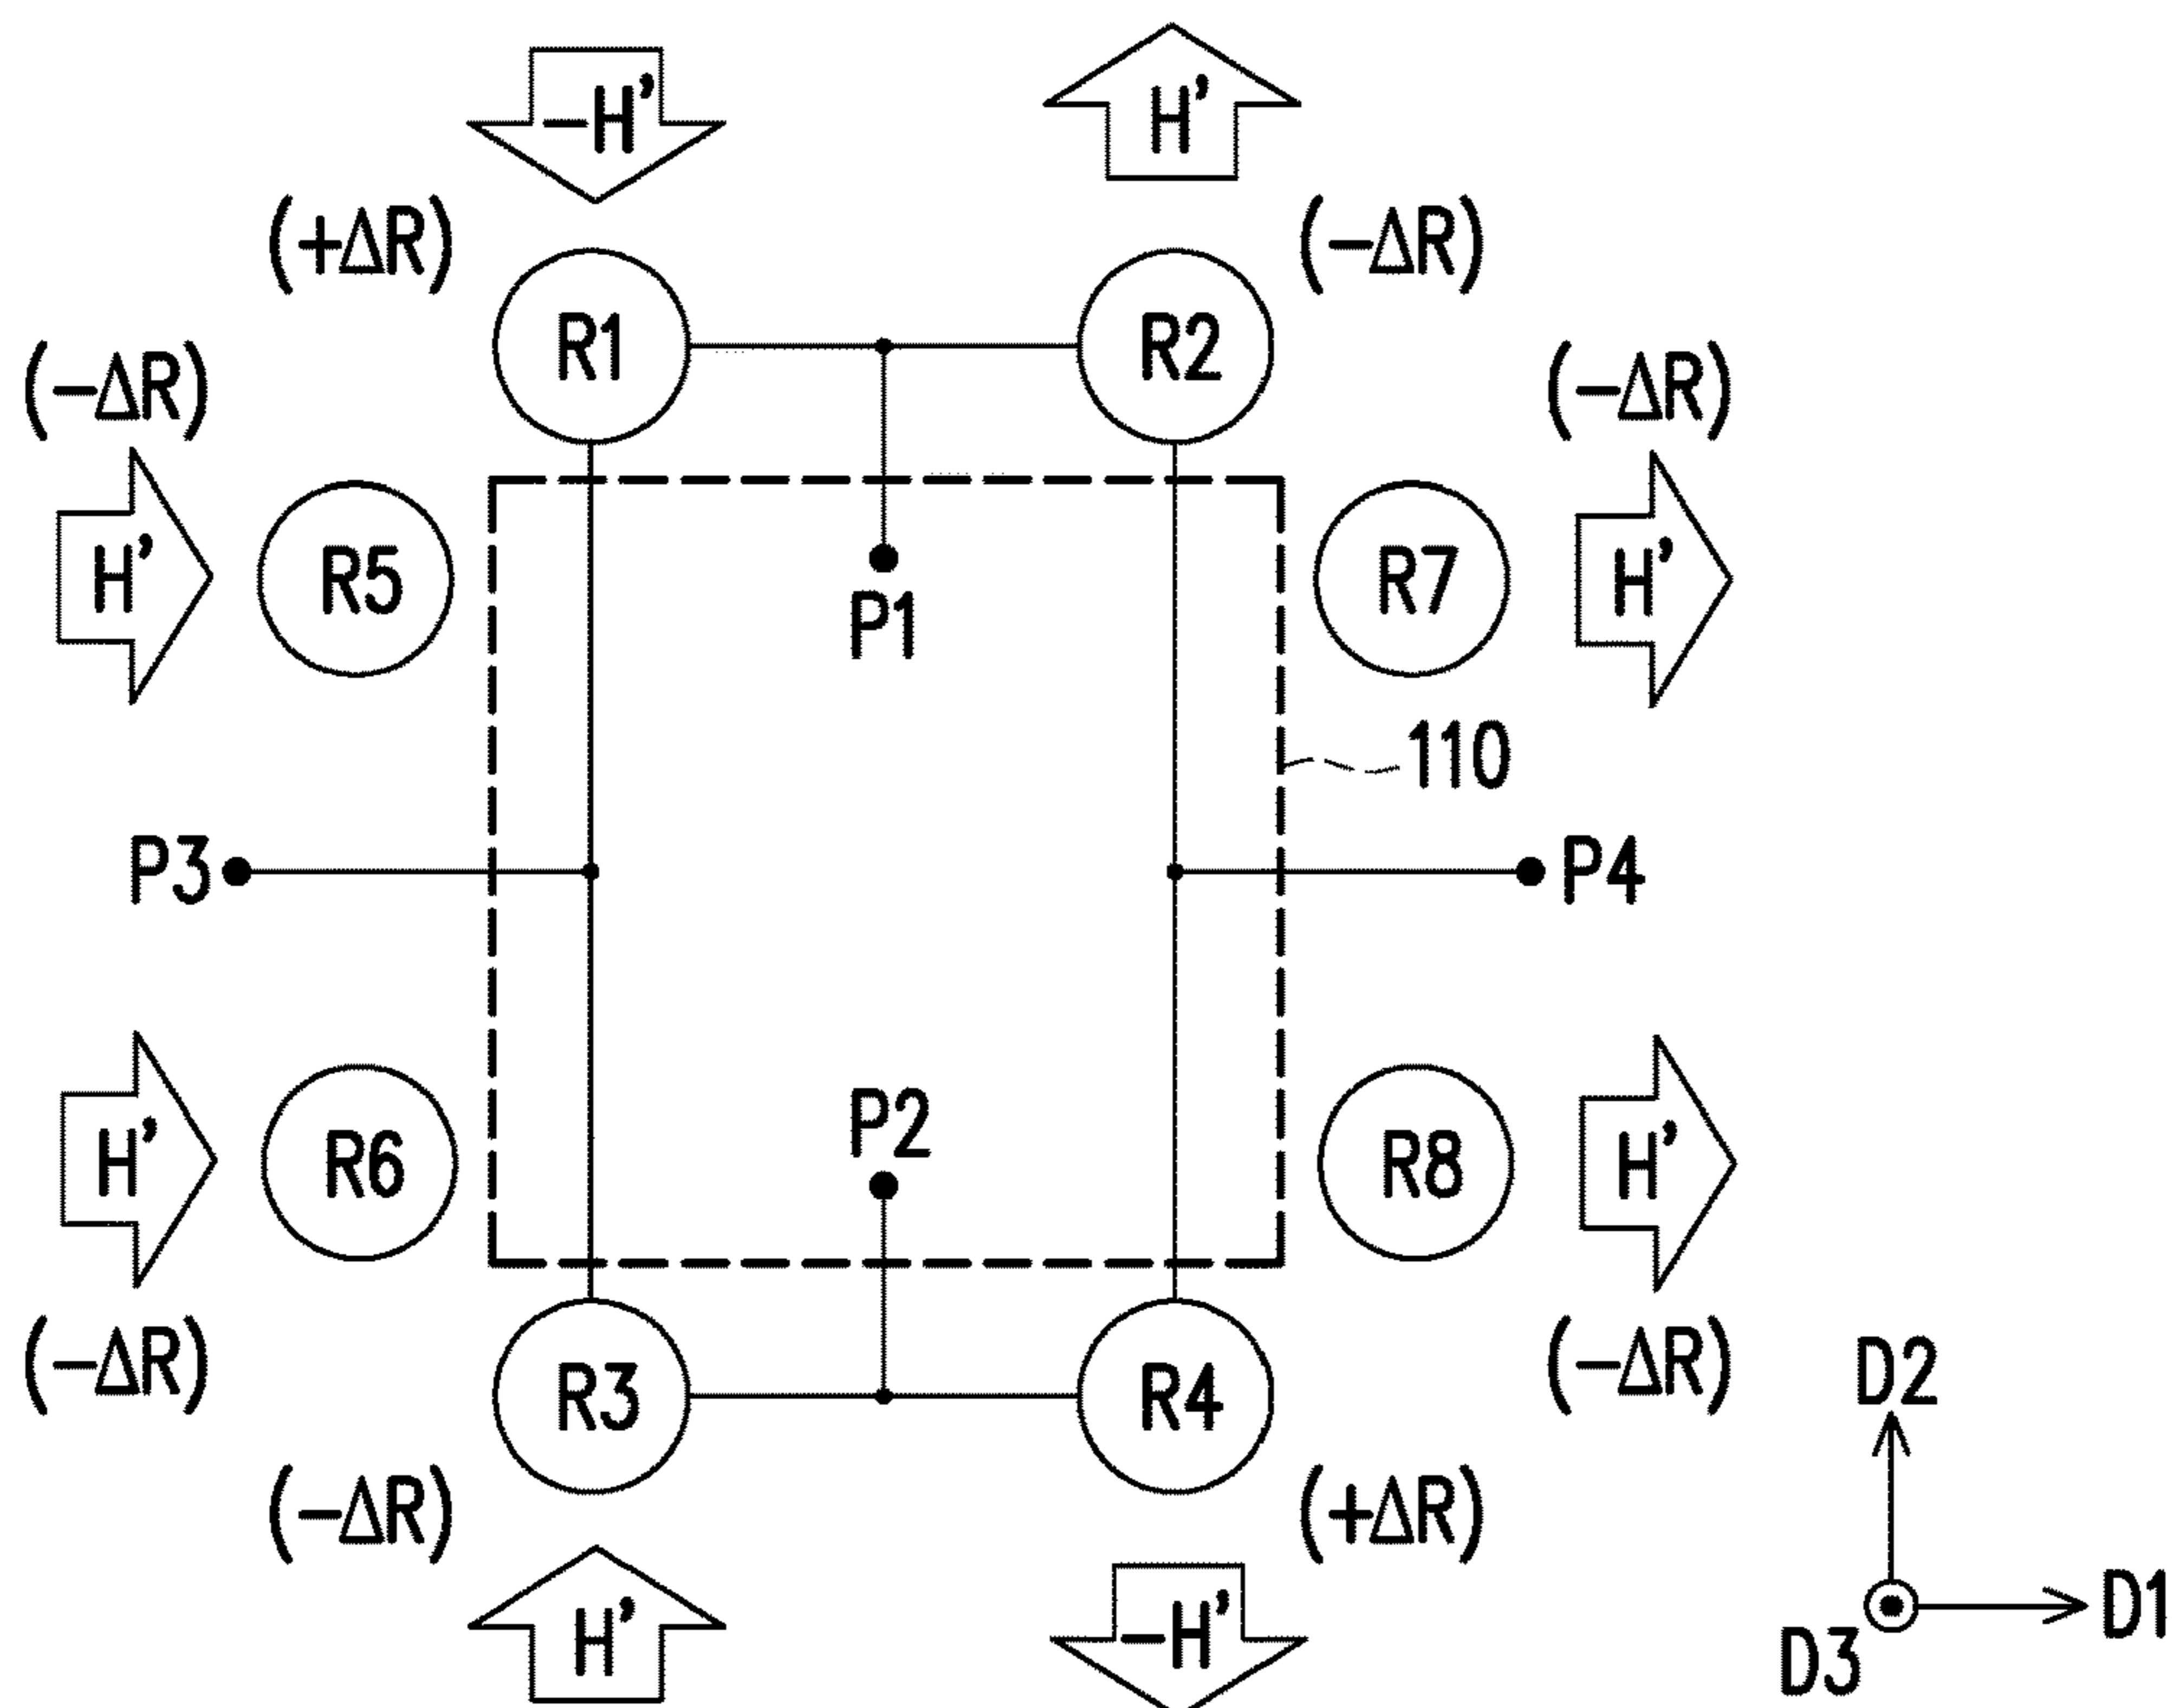 -H'
H'
(+ΔR)
(-ΔR)
R1
R2
(-ΔR)
(-ΔR)
H'
R5
P1
R7
H'
110
P3
P4
P2
H'
R6
R8
H'
(-ΔR)
(-ΔR)
R3
R4
D2
(-ΔR)
(+ΔR)
H'
-H'
D1
D3